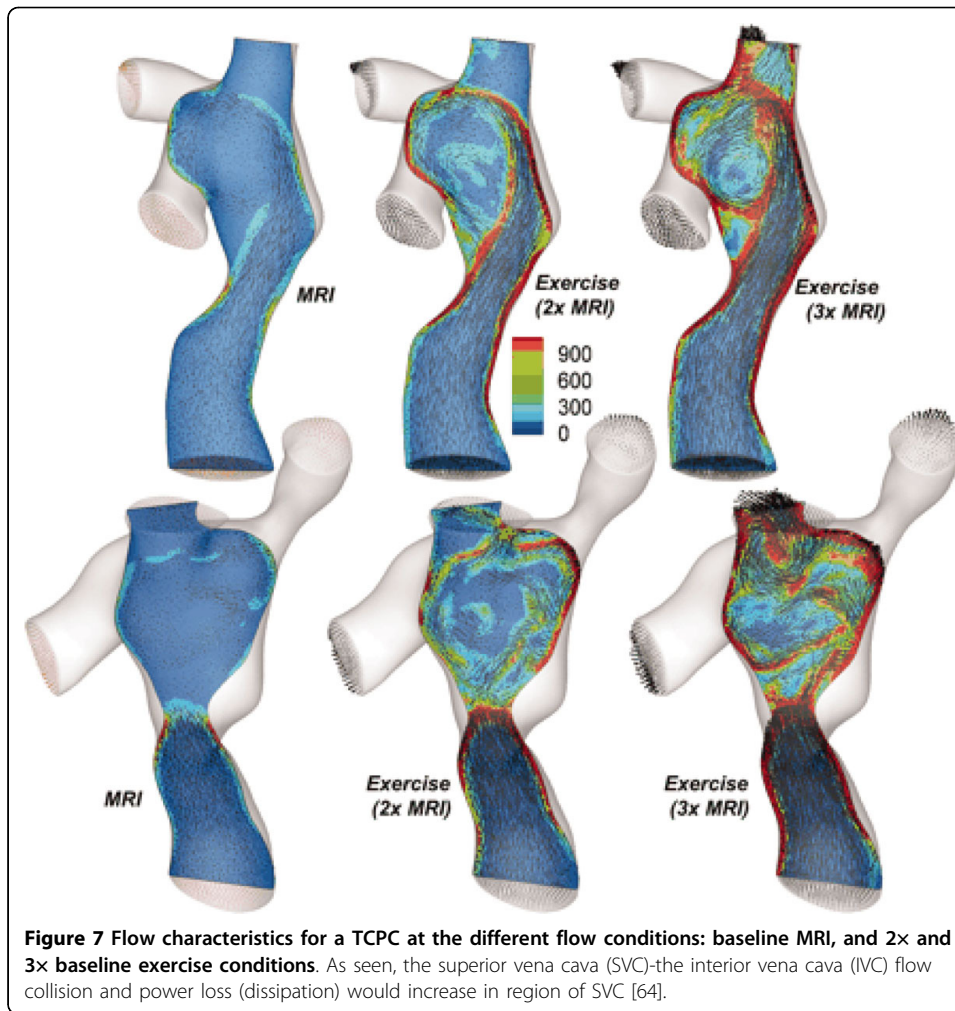 MRI
Exercise
(2x MRI)
Exercise
(3x MRI)
900
600
300
0
MRI
Exercise
(2x MRI)
Exercise
(3x MRI)
Figure 7 Flow characteristics for a TCPC at the different flow conditions: baseline MRI, and 2× and
3× baseline exercise conditions. As seen, the superior vena cava (SVC)-the interior vena cava (IVC) flow
collision and power loss (dissipation) would increase in region of SVC [64].